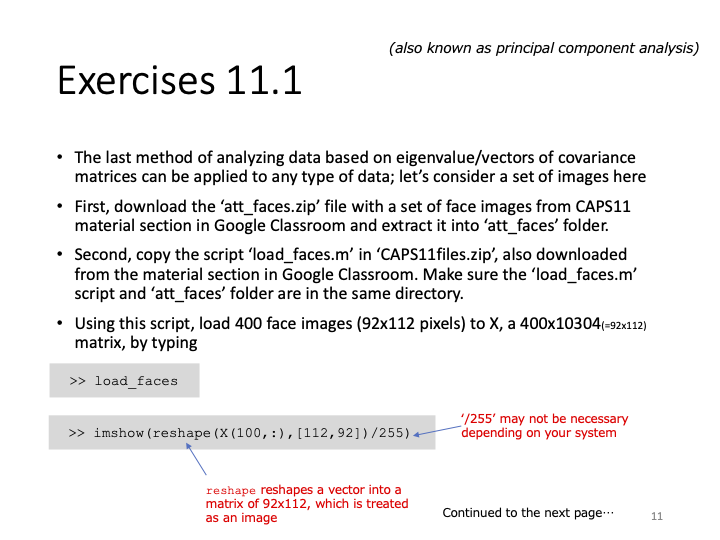 (also known as principal component analysis)
Exercises 11.1
• The last method of analyzing data based on eigenvalue/vectors of covariance
matrices can be applied to any type of data; let’s consider a set of images here
• First, download the ‘att_faces.zip’ file with a set of face images from CAPS11
material section in Google Classroom and extract it into ‘att_faces’ folder.
• Second, copy the script ‘load_faces.m’ in ‘CAPS11files.zip’, also downloaded
from the material section in Google Classroom. Make sure the ‘load_faces.m’
script and ‘att_faces’ folder are in the same directory.
• Using this script, load 400 face images (92x112 pixels) to X, a 400x10304(=92x112)
matrix, by typing
>> load_faces
>> imshow(reshape(X(100,:),[112,92])/255)
‘/255’ may not be necessary
depending on your system
reshape reshapes a vector into a
matrix of 92x112, which is treated
as an image
Continued to the next page…
11